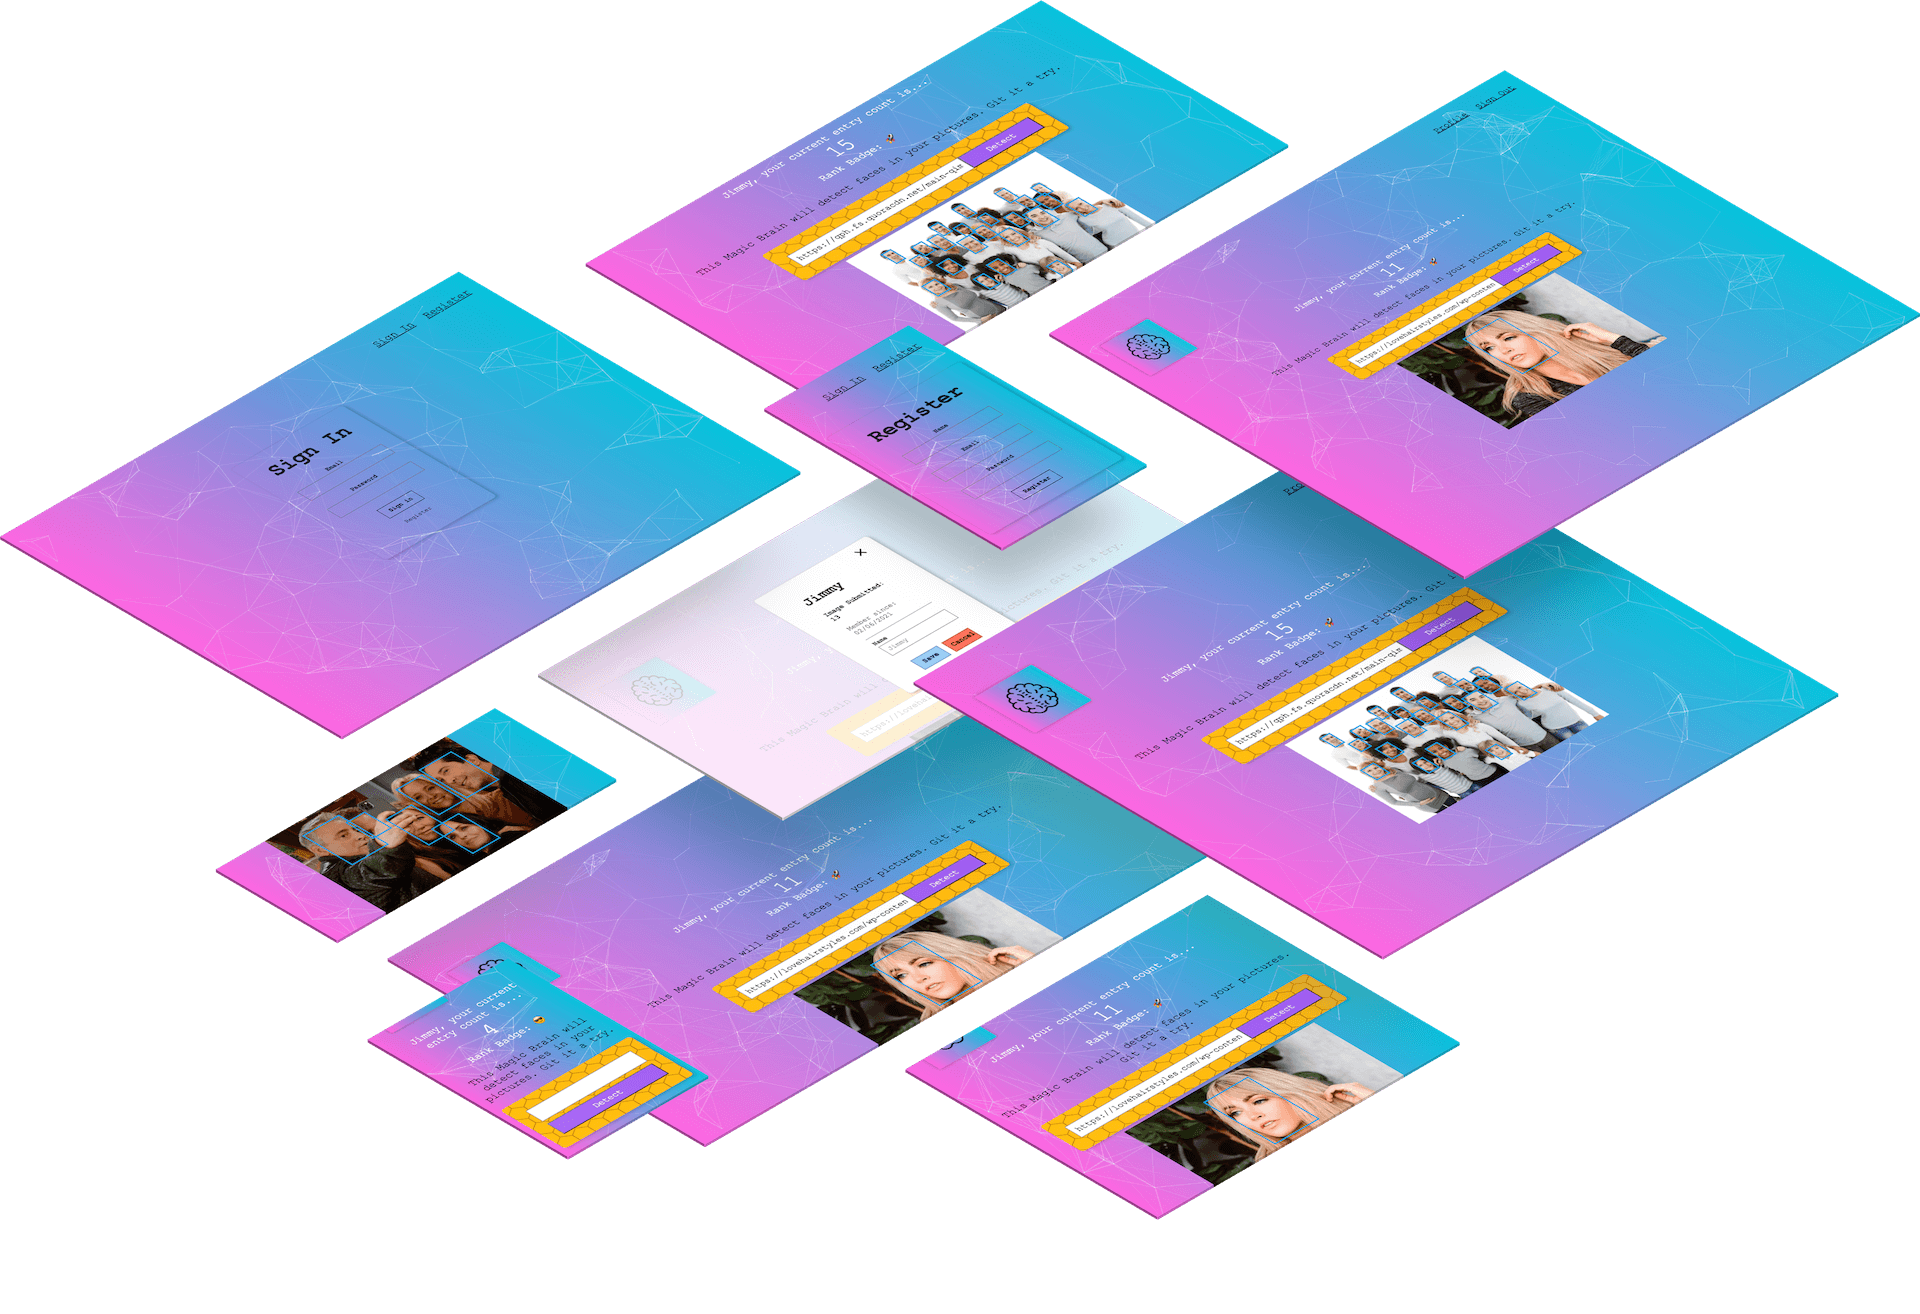 Jimmy, your current entry count is...
15
Rank Badge:
This Magic Brain will detect faces in your pictures. Git it a try.
https://qph.fs.quoracdn.net/main-qim
Detect
Profile
Sign Out
Jimmy, your current entry count is...
11
Rank Badge:
This Magic Brain will detect faces in your pictures. Git it a try.
https://lovehairstyles.com/wp-conten
Detect
Sign In
Register
Sign In
Email
Password
Sign In
Register
Sign In
Register
Register
Name
Email
Password
Register
Jimmy
Image Submitted:
13
Member since:
02/06/2021
Name
Jimmy
Save
Cancel
Jimmy,
This Magic Brain will
pictures. Git it a try.
https://lovehairstyl
Jimmy, your current entry count is...
15
Rank Badge:
This Magic Brain will detect faces in your pictures. Git i
https://qph.fs.quoracdn.net/main-qim
Detect
Jimmy, your current entry count is...
11
Rank Badge:
This Magic Brain will detect faces in your pictures. Git it a try.
https://lovehairstyles.com/wp-conten
Detect
Jimmy, your current
entry count is...
4
Rank Badge:
This Magic Brain will
detect faces in your
pictures. Git it a try.
Detect
Jimmy, your current entry count is...
11
Rank Badge:
This Magic Brain will detect faces in your pictures.
Git it a try.
https://lovehairstyles.com/wp-conten
Detect